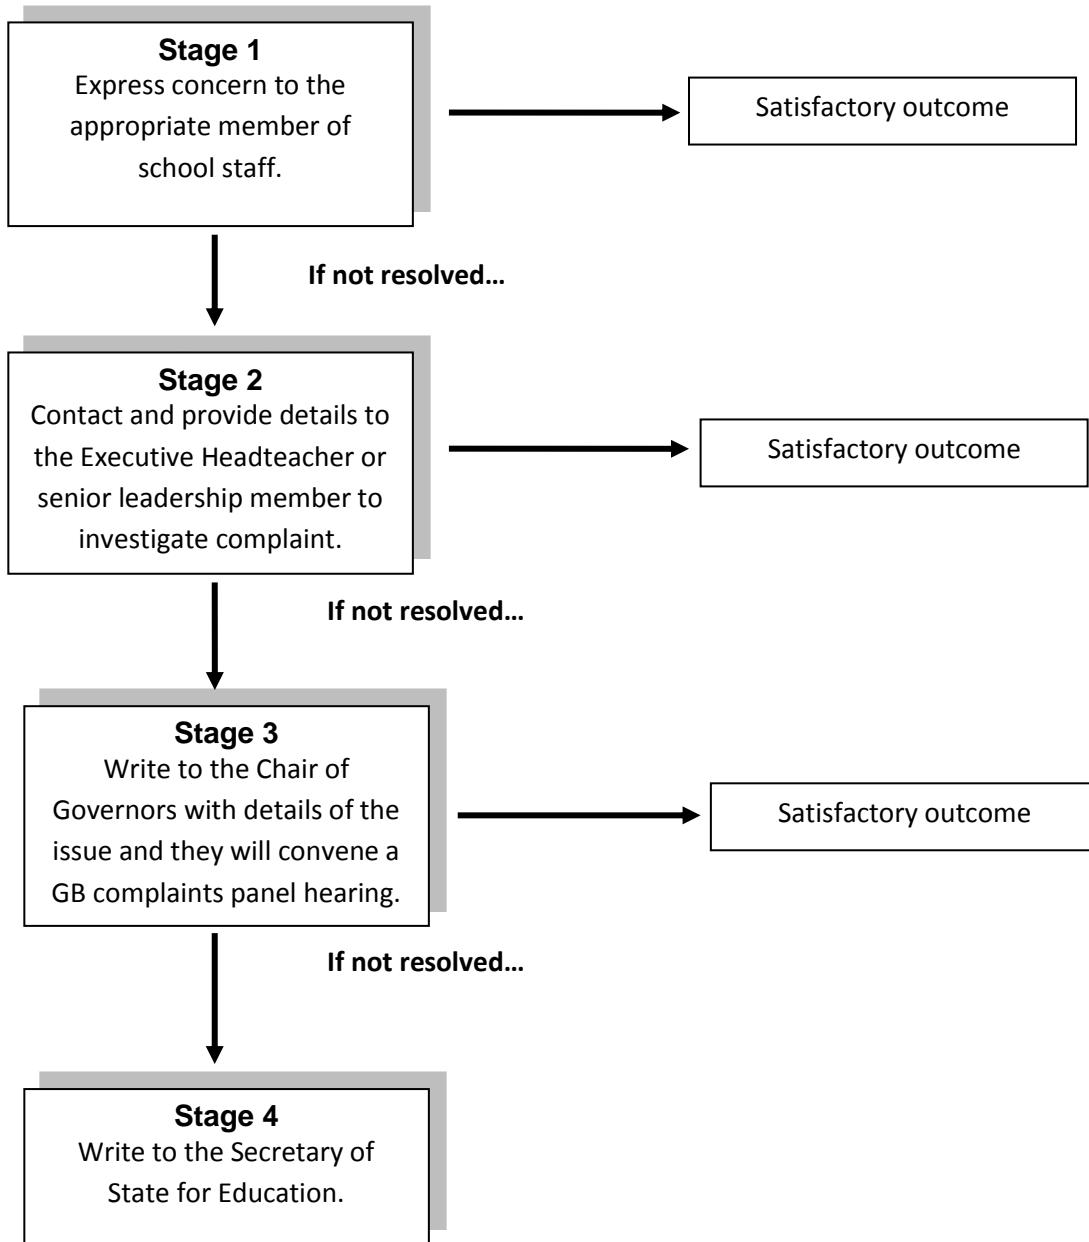 Stage 1
Express concern to the
appropriate member of
school staff.
Satisfactory outcome
If not resolved...
Stage 2
Contact and provide details to
the Executive Headteacher or
senior leadership member to
investigate complaint.
Satisfactory outcome
If not resolved...
Stage 3
Write to the Chair of
Governors with details of the
issue and they will convene a
GB complaints panel hearing.
Satisfactory outcome
If not resolved...
Stage 4
Write to the Secretary of
State for Education.